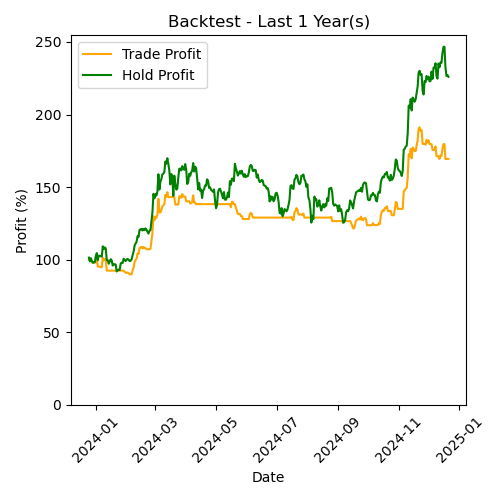 Backtest - Last 1 Year(s)
250
200
150
100
50
0
Profit (%)
Trade Profit
Hold Profit
2024-01
2024-03
2024-05
2024-07
2024-09
2024-11
2025-01
Date